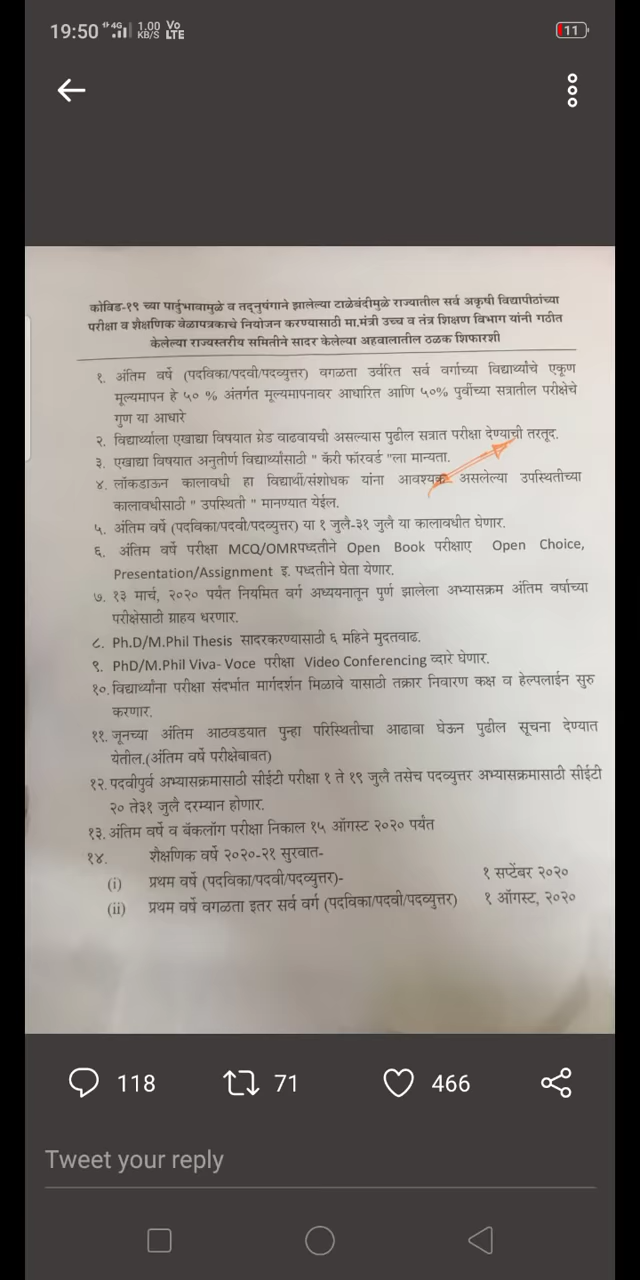 19:50 4G 1.00 KB/S Vo LTE 11
कोविड-१९ च्या पार्दुभावामुळे व तद्नुषंगाने झालेल्या टाळेबंदीमुळे राज्यातील सर्व अकृषी विद्यापीठांच्या
परीक्षा व शैक्षणिक वेळापत्रकाचे नियोजन करण्यासाठी मा.मंत्री उच्च व तंत्र शिक्षण विभाग यांनी गठीत
केलेल्या राज्यस्तरीय समितीने सादर केलेल्या अहवालातील ठळक शिफारशी
१. अंतिम वर्षे (पदविका/पदवी/पदव्युत्तर) वगळता उर्वरित सर्व वर्गाच्या विद्यार्थ्यांचे एकूण
मूल्यमापन हे ५० % अंतर्गत मूल्यमापनावर आधारित आणि ५०% पुर्वीच्या सत्रातील परीक्षेचे
गुण या आधारे
२. विद्यार्थ्याला एखाद्या विषयात ग्रेड वाढवायची असल्यास पुढील सत्रात परीक्षा देण्याची तरतूद.
३. एखाद्या विषयात अनुतीर्ण विद्यार्थ्यांसाठी " कॅरी फॉरवर्ड "ला मान्यता.
४. लॉकडाऊन कालावधी हा विद्यार्थी/संशोधक यांना आवश्यक असलेल्या उपस्थितीच्या
कालावधीसाठी " उपस्थिती " मानण्यात येईल.
५. अंतिम वर्षे (पदविका/पदवी/पदव्युत्तर) या १ जुलै-३१ जुलै या कालावधीत घेणार.
६. अंतिम वर्षे परीक्षा MCQ/OMRपध्दतीने Open Book परीक्षाए Open Choice,
Presentation/Assignment इ. पध्दतीने घेता येणार.
७. १३ मार्च, २०२० पर्यंत नियमित वर्ग अध्ययनातून पुर्ण झालेला अभ्यासक्रम अंतिम वर्षाच्या
परीक्षेसाठी ग्राहय धरणार.
८. Ph.D/M.Phil Thesis सादरकरण्यासाठी ६ महिने मुदतवाढ.
९. PhD/M.Phil Viva- Voce परीक्षा Video Conferencing व्दारे घेणार.
१०. विद्यार्थ्यांना परीक्षा संदर्भात मार्गदर्शन मिळावे यासाठी तक्रार निवारण कक्ष व हेल्पलाईन सुरु
करणार.
११. जूनच्या अंतिम आठवडयात पुन्हा परिस्थितीचा आढावा घेऊन पुढील सूचना देण्यात
येतील.(अंतिम वर्षे परीक्षेबाबत)
१२. पदवीपुर्व अभ्यासक्रमासाठी सीईटी परीक्षा १ ते १९ जुलै तसेच पदव्युत्तर अभ्यासक्रमासाठी सीईटी
२० ते३१ जुलै दरम्यान होणार.
१३. अंतिम वर्षे व बॅकलॉग परीक्षा निकाल १५ ऑगस्ट २०२० पर्यंत
१४. शैक्षणिक वर्षे २०२०-२१ सुरवात-
(i) प्रथम वर्षे (पदविका/पदवी/पदव्युत्तर)- १ सप्टेंबर २०२०
(ii) प्रथम वर्षे वगळता इतर सर्व वर्ग (पदविका/पदवी/पदव्युत्तर) १ ऑगस्ट, २०२०
118 71 466
Tweet your reply